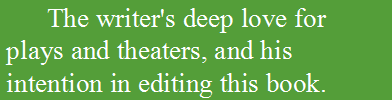 The writer's deep love for
plays and theaters, and his
intention in editing this book.